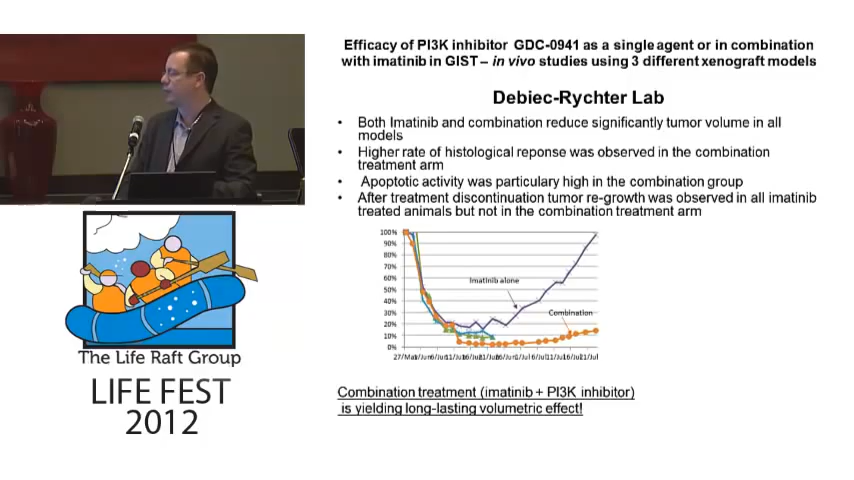 Efficacy of PI3K inhibitor GDC-0941 as a single agent or in combination
with imatinib in GIST – in vivo studies using 3 different xenograft models
Debiec-Rychter Lab
• Both Imatinib and combination reduce significantly tumor volume in all
models
• Higher rate of histological reponse was observed in the combination
treatment arm
• Apoptotic activity was particulary high in the combination group
• After treatment discontinuation tumor re-growth was observed in all imatinib
treated animals but not in the combination treatment arm
100%
90%
80%
70%
60%
50%
40%
30%
20%
10%
0%
Imatinib alone
Combination
Combination treatment (imatinib + PI3K inhibitor)
is yielding long-lasting volumetric effect!
The Life Raft Group
LIFE FEST
2012